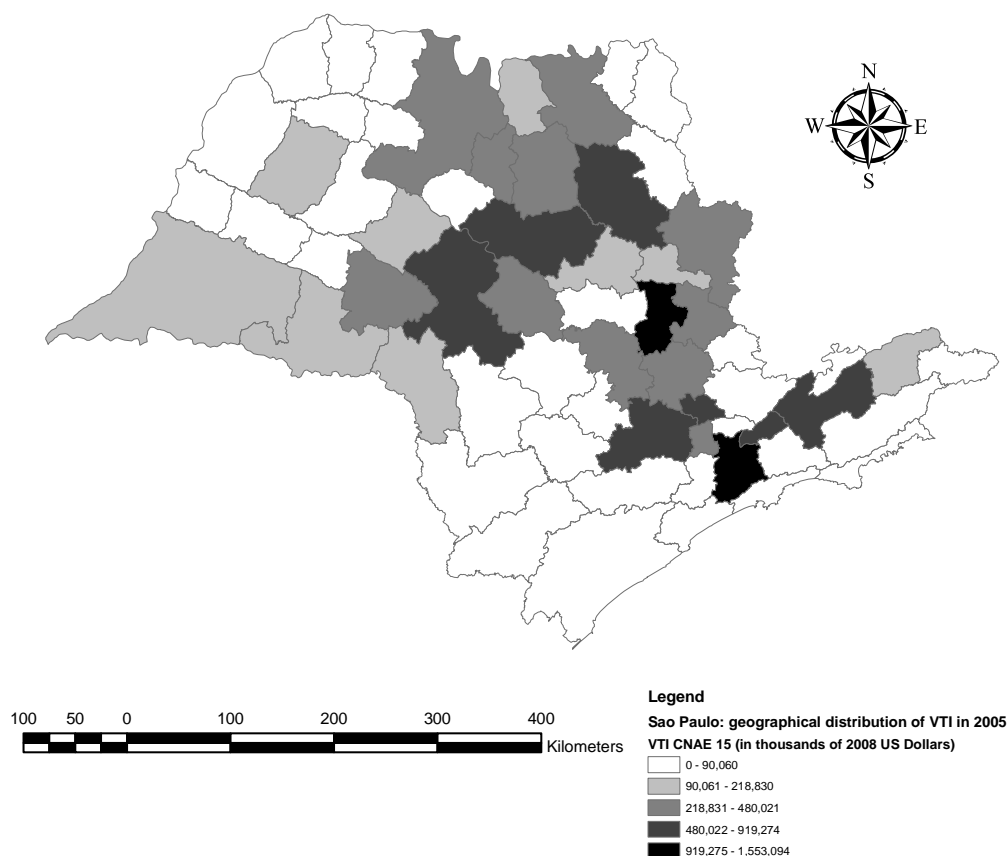 N
W E
S
100 50 0 100 200 300 400
Kilometers
Legend
Sao Paulo: geographical distribution of VTI in 2005
VTI CNAE 15 (in thousands of 2008 US Dollars)
0 - 90,060
90,061 - 218,830
218,831 - 480,021
480,022 - 919,274
919,275 - 1,553,094